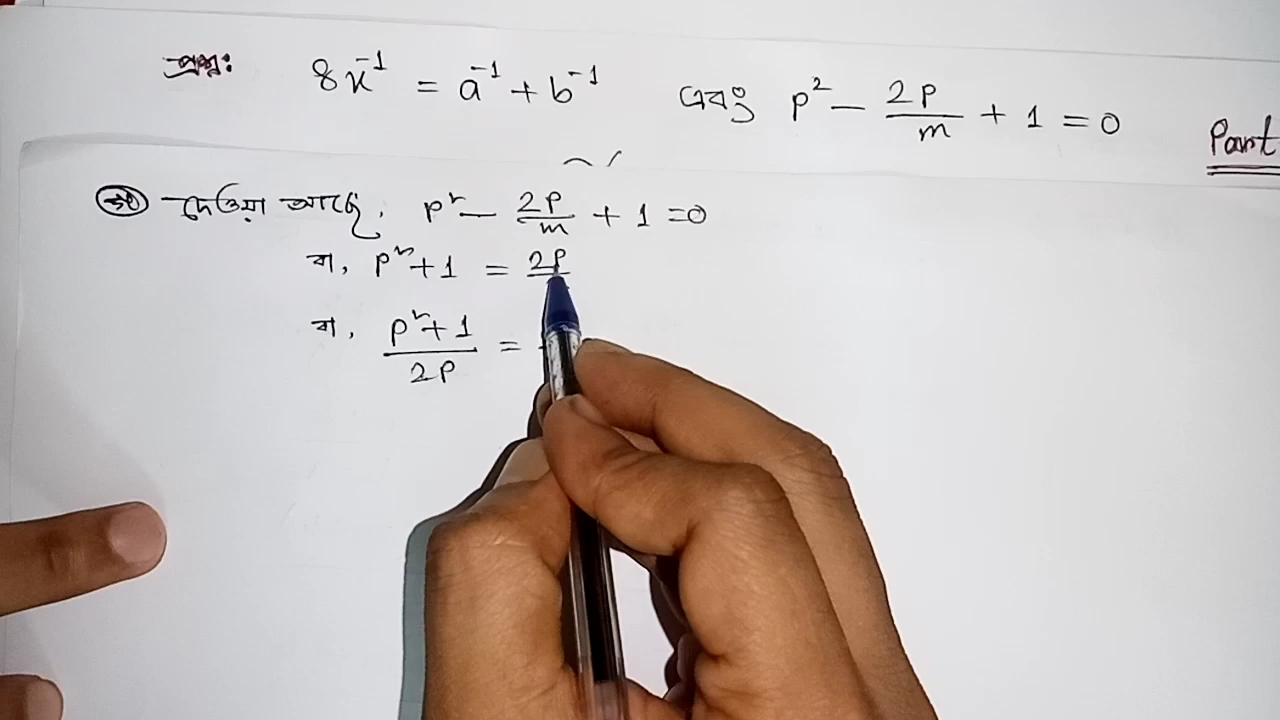 প্রশ্ন: 8x⁻¹ = a⁻¹ + b⁻¹ এবং p² − 2p/m + 1 = 0
Part
দেওয়া আছে, p² − 2p/m + 1 = 0
বা, p² + 1 = 2p
বা, p² + 1/2p =